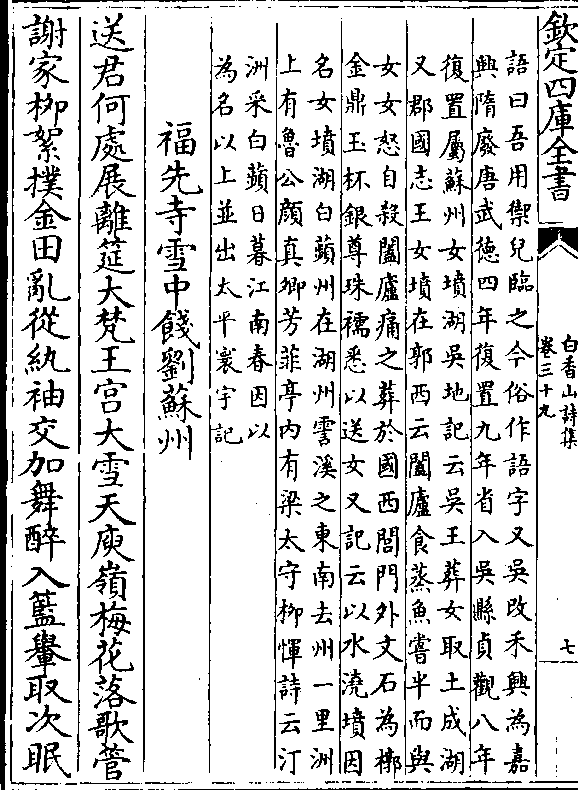 欽定四庫全書
白香山詩集
卷三十九
七
語曰吾用禦兒臨之今俗作語字又吳改禾興為嘉
興隋廢唐武德四年復置九年省入吳縣貞觀八年
復置屬蘇州女墳湖吳地記云吳王葬女取土成湖
又郡國志王女墳在郭西云闔廬食蒸魚嘗半而與
女女怒自殺闔廬痛之葬於國西閶門外文石為槨
金鼎玉杯銀尊珠襦悉以送女又記云以水澆墳因
名女墳湖白蘋州在湖州霅溪之東南去州一里洲
上有魯公顏真卿芳菲亭內有梁太守柳惲詩云汀
洲采白蘋日暮江南春因以
為名以上並出太平寰宇記
福先寺雪中餞劉蘇州
送君何處展離筵大梵王宮大雪天庾嶺梅花落歌管
謝家柳絮撲金田亂從紈袖交加舞醉入籃轝取次眠